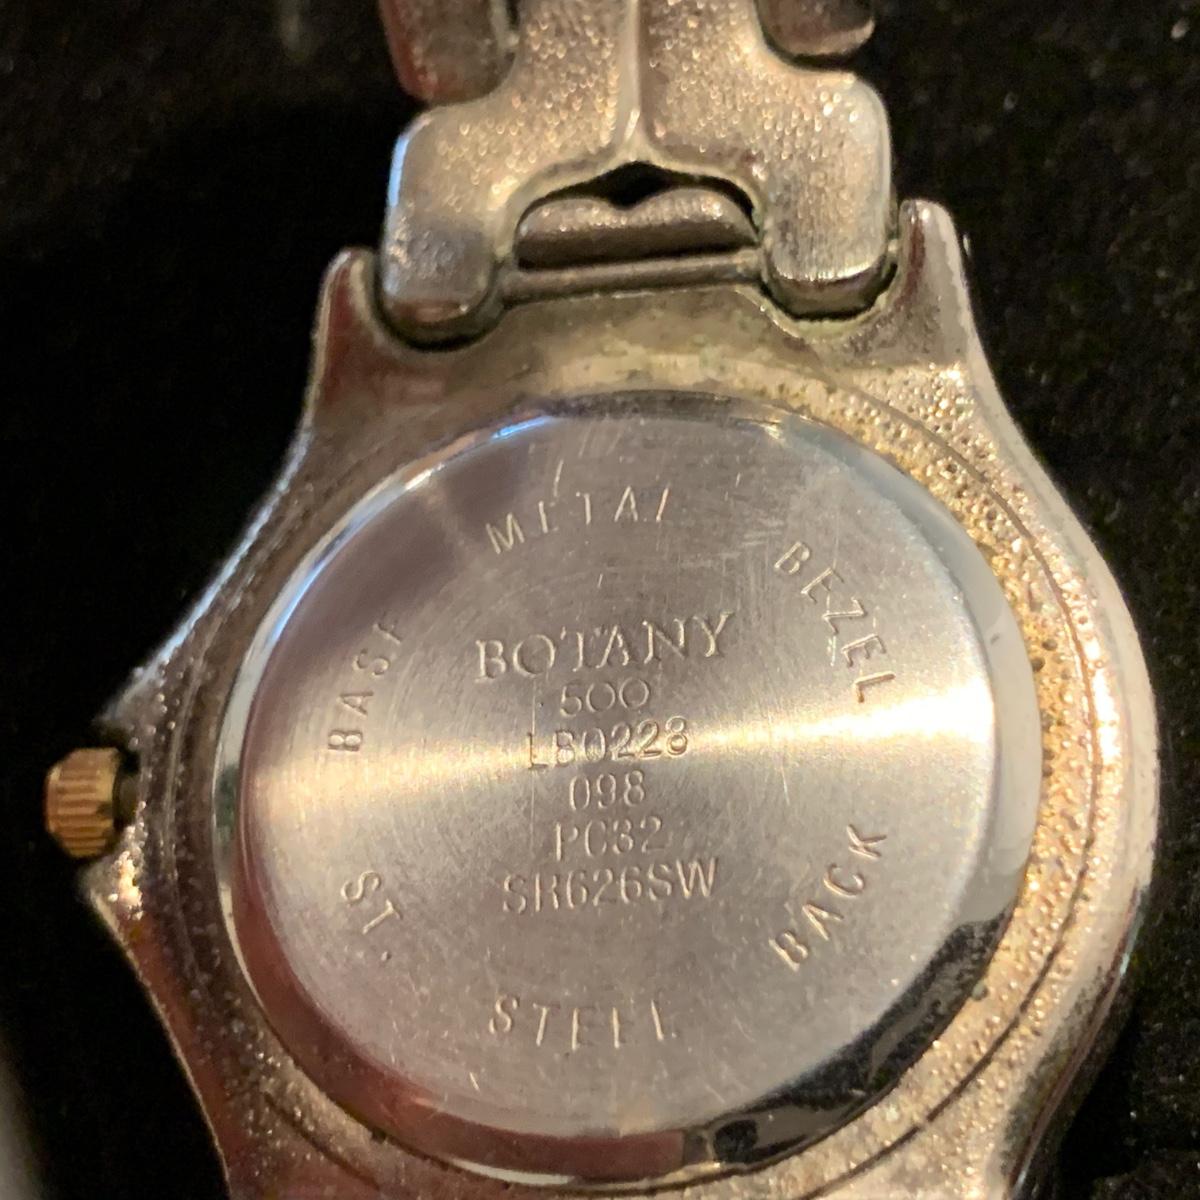 BASE METAL BEZEL
BOTANY
500
LB0228
098
PC32
SR626SW
ST. STEEL BACK